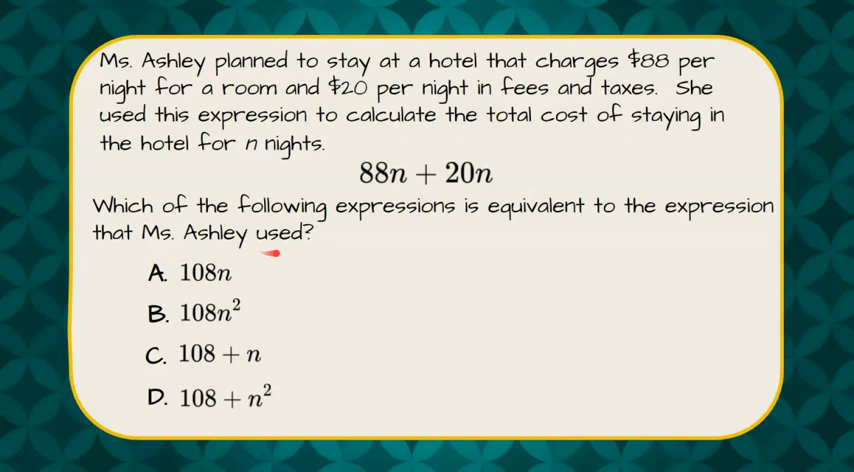 Ms. Ashley planned to stay at a hotel that charges $88 per
night for a room and $20 per night in fees and taxes. She
used this expression to calculate the total cost of staying in
the hotel for n nights.
88n + 20n
Which of the following expressions is equivalent to the expression
that Ms. Ashley used?
A. 108n
B. 108n²
C. 108 + n
D. 108 + n²